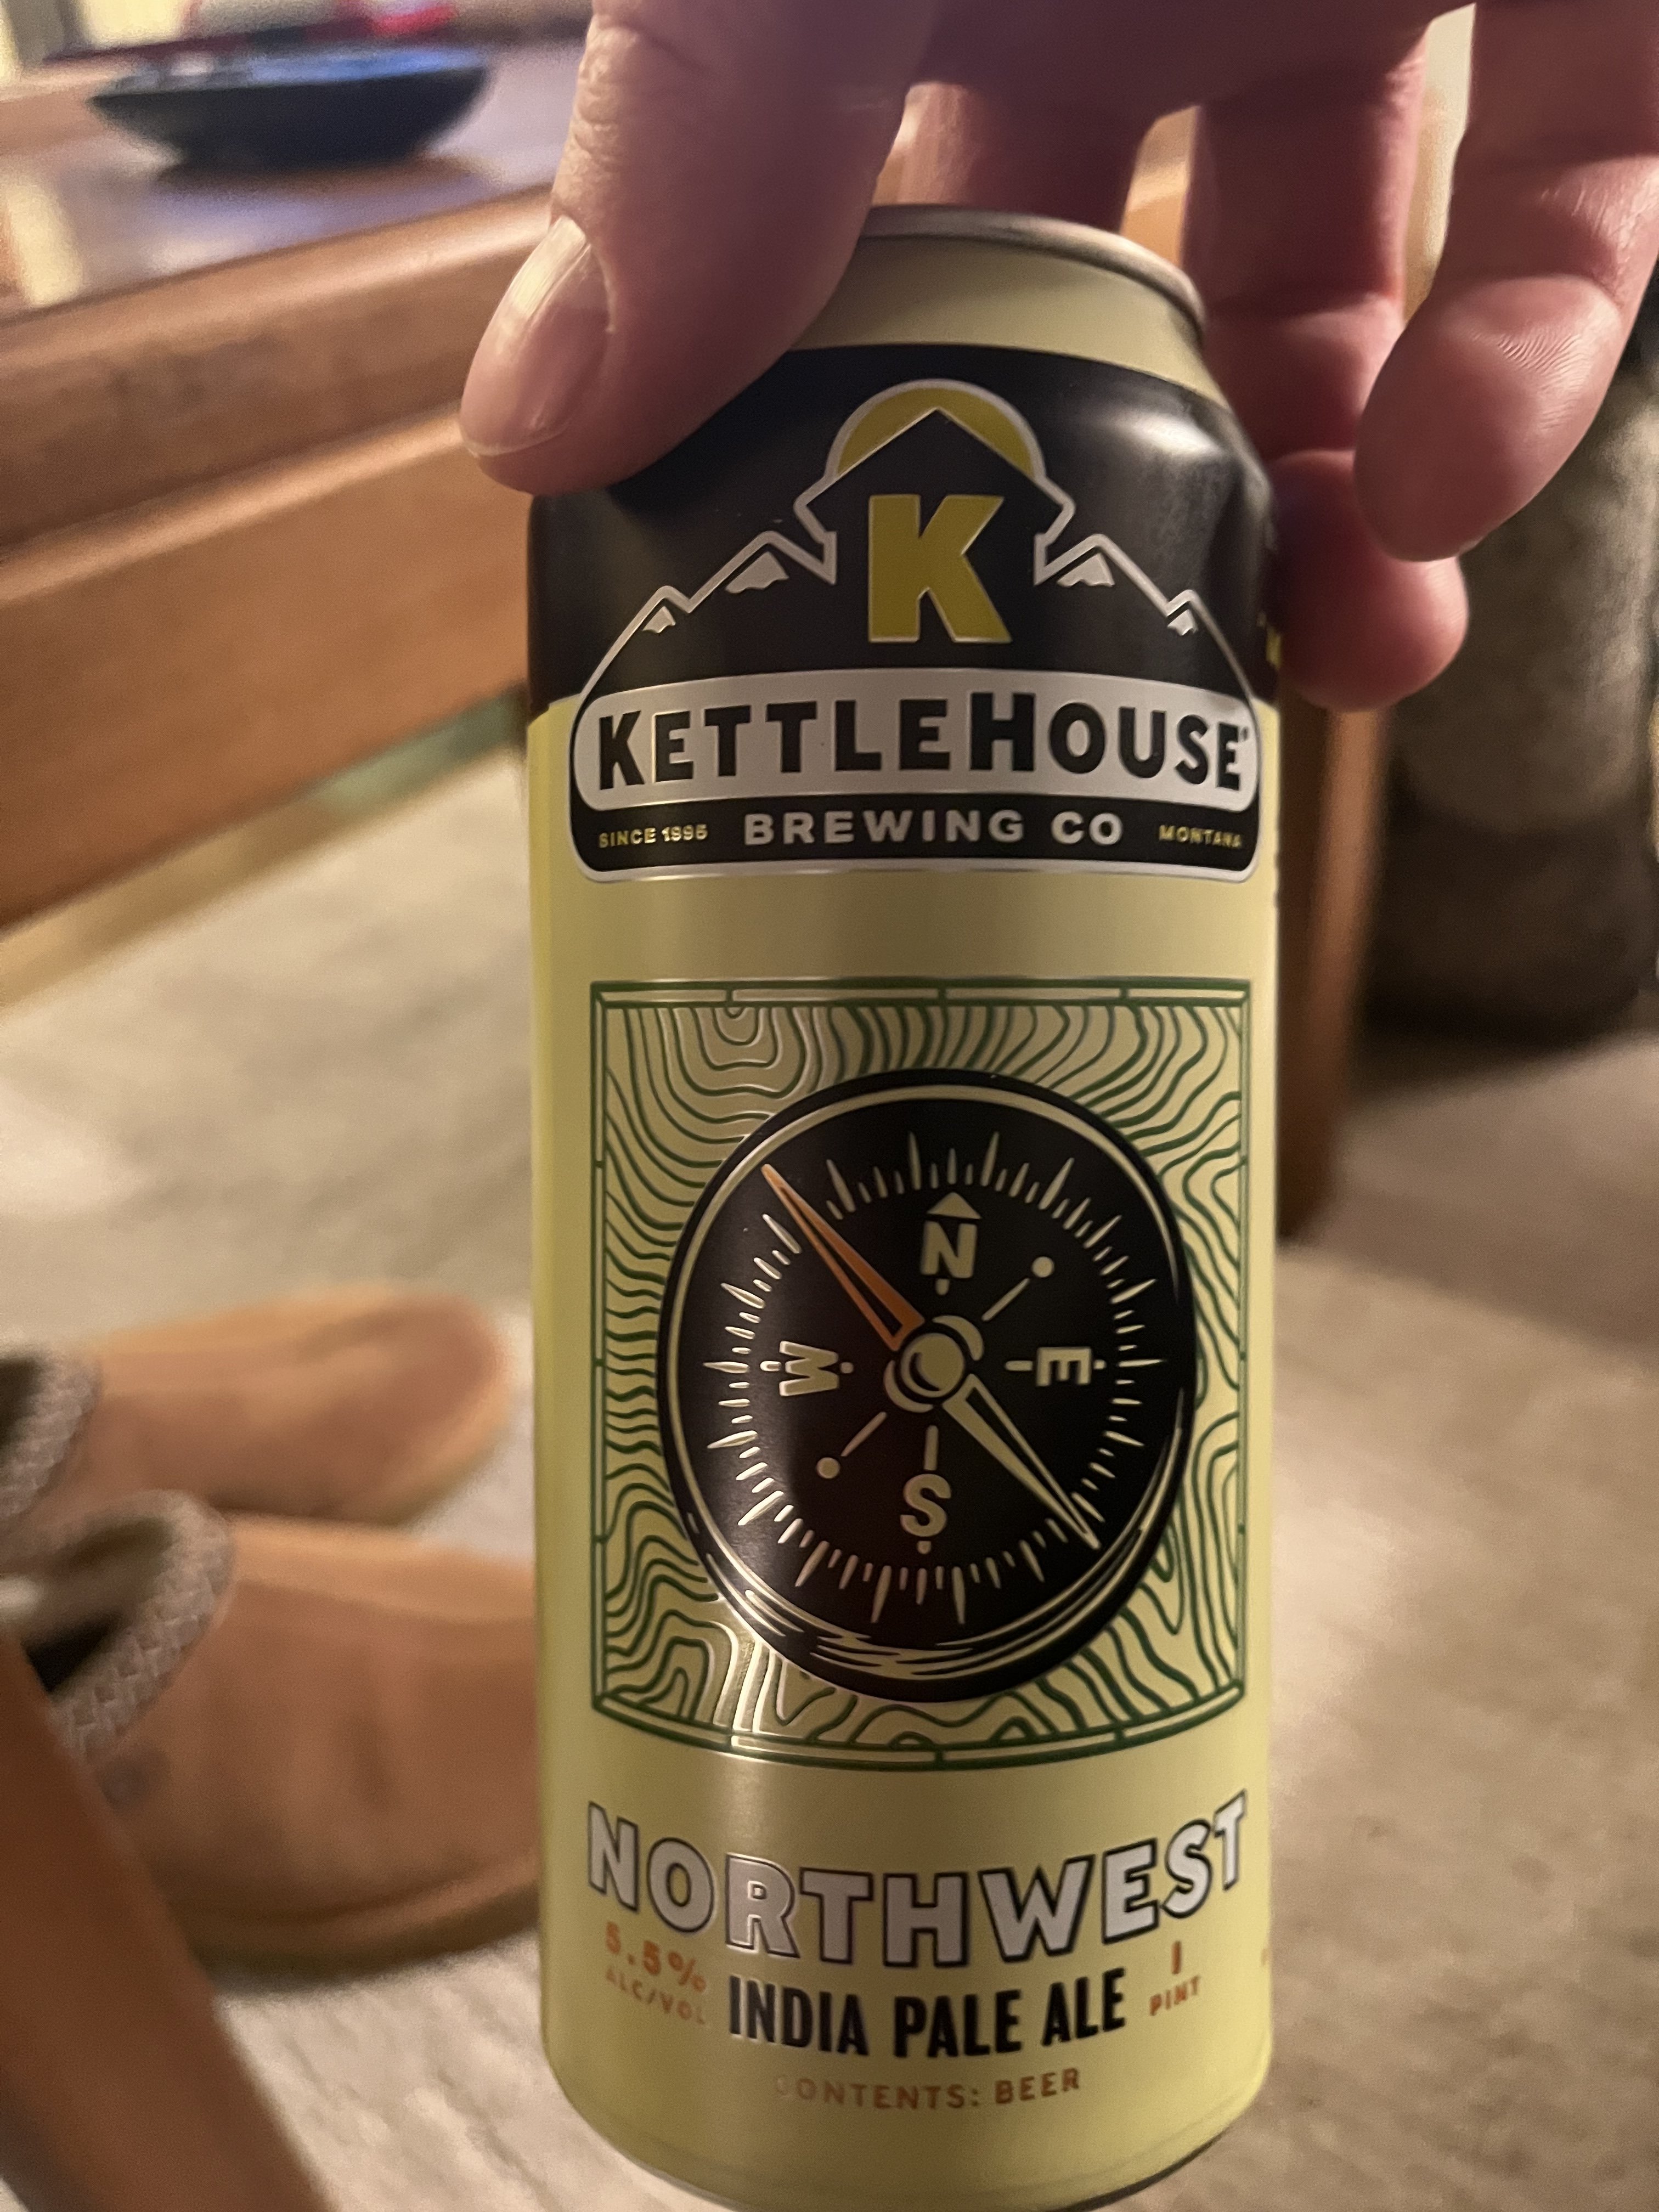 K
KETTLEHOUSE®
SINCE 1995 BREWING CO MONTANA
N
W E
S
NORTHWEST
5.5% ALC/VOL INDIA PALE ALE 1 PINT
CONTENTS: BEER